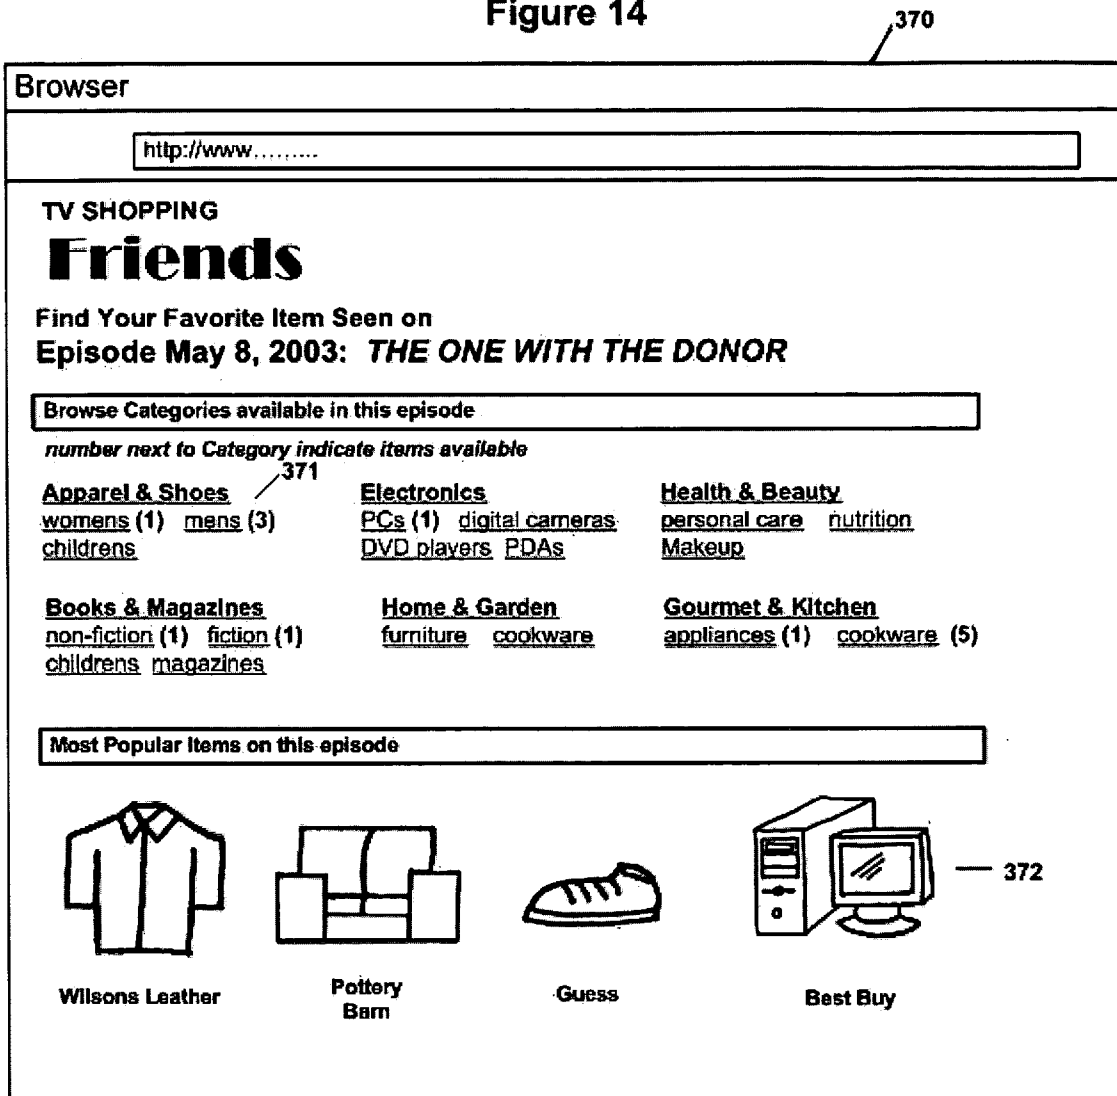 Figure 14
370
Browser
http://www.........
TV SHOPPING
Friends
Find Your Favorite Item Seen on
Episode May 8, 2003: THE ONE WITH THE DONOR
Browse Categories available in this episode
number next to Category indicate items available
371
Apparel & Shoes Electronics Health & Beauty
womens (1) mens (3) PCs (1) digital cameras personal care nutrition
childrens DVD players PDAs Makeup
Books & Magazines Home & Garden Gourmet & Kitchen
non-fiction (1) fiction (1) furniture cookware appliances (1) cookware (5)
childrens magazines
Most Popular Items on this episode
372
Wilsons Leather Pottery Guess Best Buy
Barn